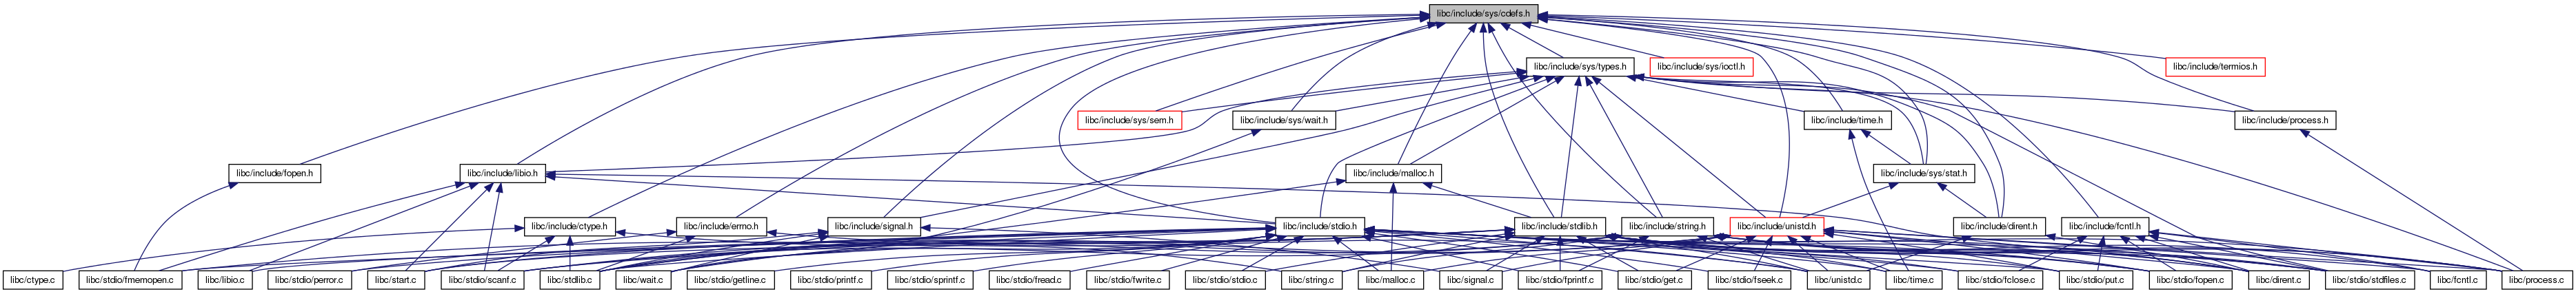 libc/include/sys/cdefs.h
libc/include/sys/types.h
libc/include/sys/ioctl.h
libc/include/termios.h
libc/include/sys/sem.h
libc/include/sys/wait.h
libc/include/time.h
libc/include/process.h
libc/include/fopen.h
libc/include/libio.h
libc/include/malloc.h
libc/include/sys/stat.h
libc/include/ctype.h
libc/include/errno.h
libc/include/signal.h
libc/include/stdio.h
libc/include/stdlib.h
libc/include/string.h
libc/include/unistd.h
libc/include/dirent.h
libc/include/fcntl.h
libc/ctype.c
libc/stdio/fmemopen.c
libc/libio.c
libc/stdio/perror.c
libc/start.c
libc/stdio/scanf.c
libc/stdlib.c
libc/wait.c
libc/stdio/getline.c
libc/stdio/printf.c
libc/stdio/sprintf.c
libc/stdio/fread.c
libc/stdio/fwrite.c
libc/stdio/stdio.c
libc/string.c
libc/malloc.c
libc/signal.c
libc/stdio/fprintf.c
libc/stdio/get.c
libc/stdio/fseek.c
libc/unistd.c
libc/time.c
libc/stdio/fclose.c
libc/stdio/put.c
libc/stdio/fopen.c
libc/dirent.c
libc/stdio/stdfiles.c
libc/fcntl.c
libc/process.c